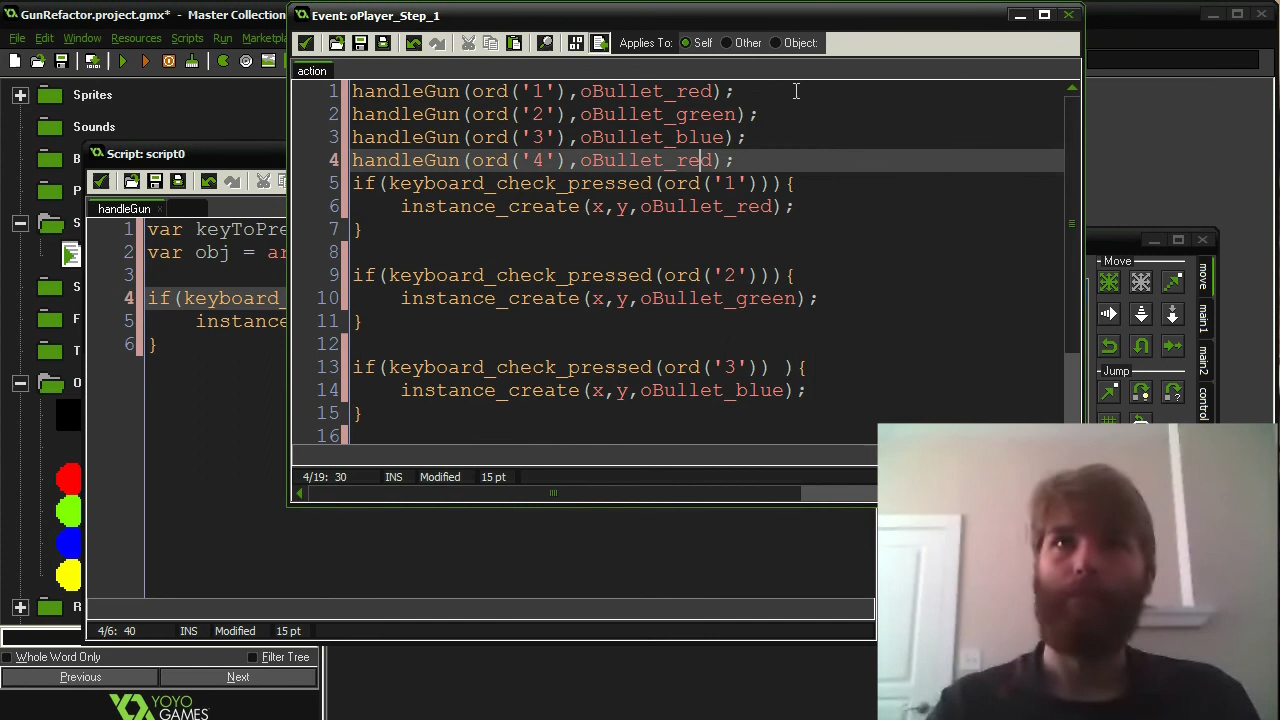 GunRefactor.project.gmx* - Master Collection
File Edit Window Resources Scripts Run Marketpla
Sprites
Sounds
B
P
S
S
F
T
O
R
Script: script0
handleGun
1 var keyToPre
2 var obj = ar
3
4 if(keyboard_
5 instance
6 }
4/6: 40 INS Modified 15 pt
Event: oPlayer_Step_1
Applies To: Self Other Object:
action
1 handleGun(ord('1'),oBullet_red);
2 handleGun(ord('2'),oBullet_green);
3 handleGun(ord('3'),oBullet_blue);
4 handleGun(ord('4'),oBullet_red);
5 if(keyboard_check_pressed(ord('1'))){
6 instance_create(x,y,oBullet_red);
7 }
8
9 if(keyboard_check_pressed(ord('2'))){
10 instance_create(x,y,oBullet_green);
11 }
12
13 if(keyboard_check_pressed(ord('3')) ){
14 instance_create(x,y,oBullet_blue);
15 }
16
4/19: 30 INS Modified 15 pt
Move
Jump
move
main1
main2
control
Whole Word Only Filter Tree
Previous Next
YOYO
GAMES